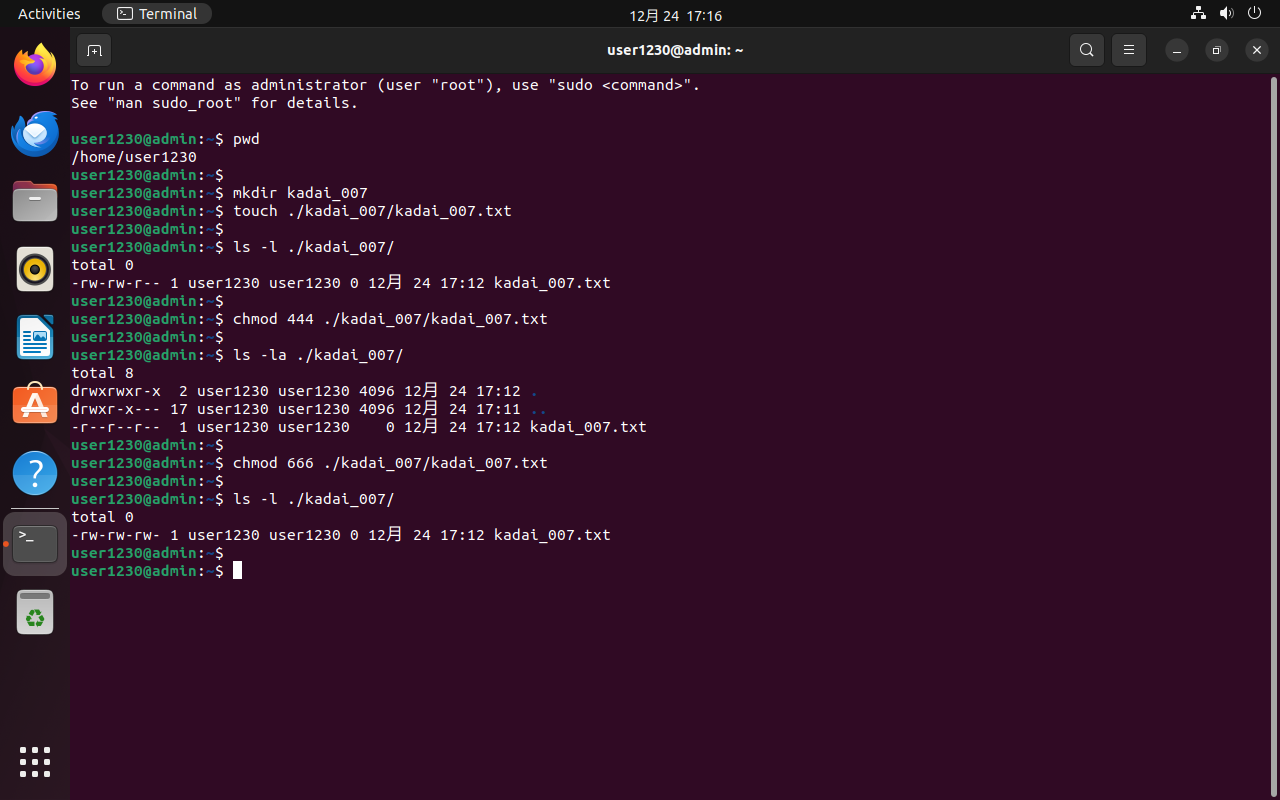 Activities
Terminal
12月 24 17:16
user1230@admin: ~
To run a command as administrator (user "root"), use "sudo <command>".
See "man sudo_root" for details.
user1230@admin:~$ pwd
/home/user1230
user1230@admin:~$
user1230@admin:~$ mkdir kadai_007
user1230@admin:~$ touch ./kadai_007/kadai_007.txt
user1230@admin:~$
user1230@admin:~$ ls -l ./kadai_007/
total 0
-rw-rw-r-- 1 user1230 user1230 0 12月 24 17:12 kadai_007.txt
user1230@admin:~$
user1230@admin:~$ chmod 444 ./kadai_007/kadai_007.txt
user1230@admin:~$
user1230@admin:~$ ls -la ./kadai_007/
total 8
drwxrwxr-x  2 user1230 user1230 4096 12月 24 17:12 .
drwxr-x--- 17 user1230 user1230 4096 12月 24 17:11 ..
-r--r--r--  1 user1230 user1230    0 12月 24 17:12 kadai_007.txt
user1230@admin:~$
user1230@admin:~$ chmod 666 ./kadai_007/kadai_007.txt
user1230@admin:~$
user1230@admin:~$ ls -l ./kadai_007/
total 0
-rw-rw-rw- 1 user1230 user1230 0 12月 24 17:12 kadai_007.txt
user1230@admin:~$
user1230@admin:~$